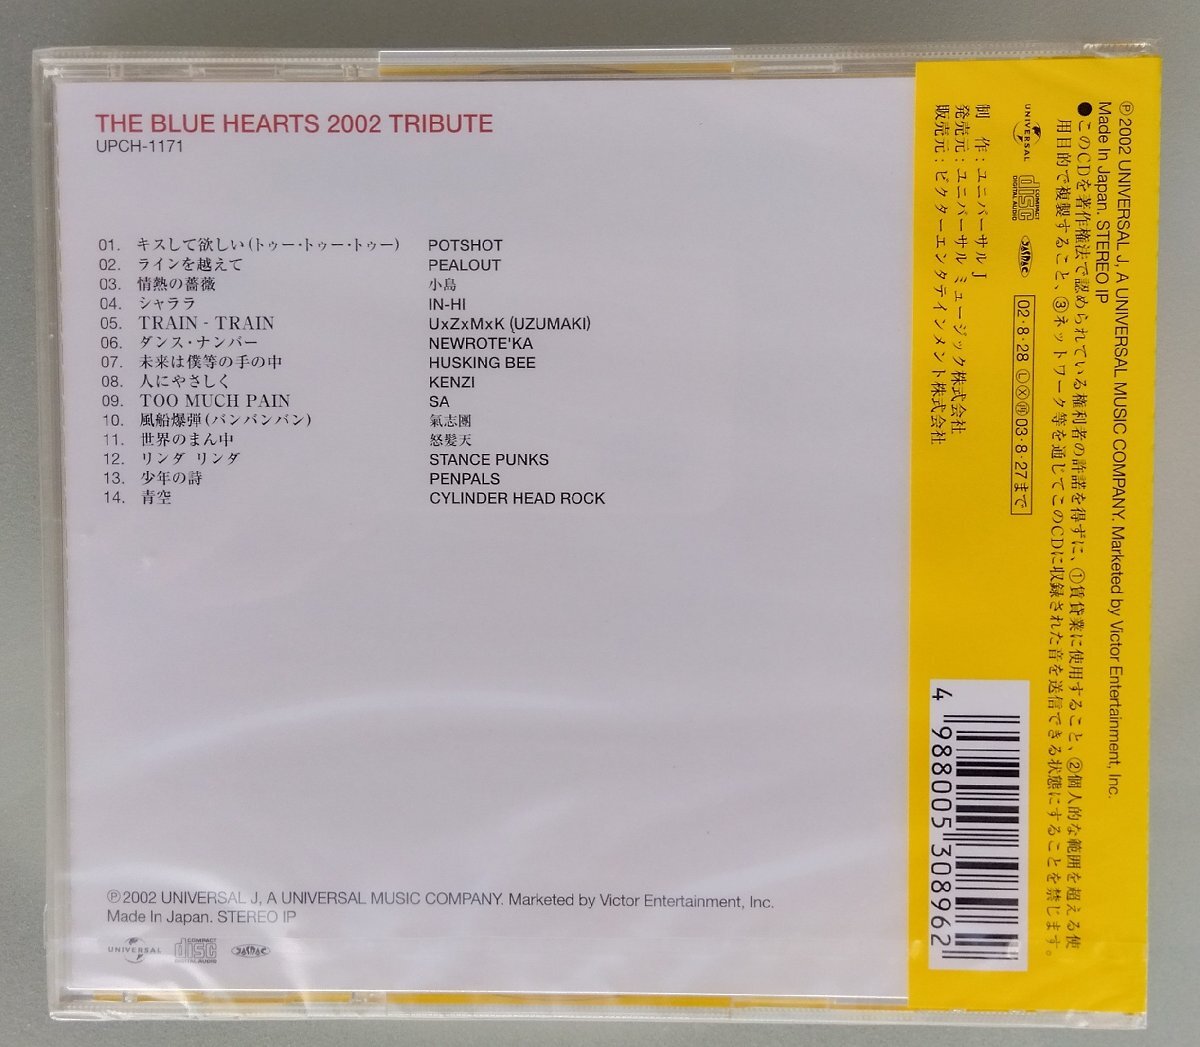 THE BLUE HEARTS 2002 TRIBUTE
UPCH-1171
01. キスして欲しい(トゥー・トゥー・トゥー) POTSHOT
02. ラインを越えて PEALOUT
03. 情熱の薔薇 小島
04. シャララ IN-HI
05. TRAIN - TRAIN UxZxMxK (UZUMAKI)
06. ダンス・ナンバー NEWROTE'KA
07. 未来は僕等の手の中 HUSKING BEE
08. 人にやさしく KENZI
09. TOO MUCH PAIN SA
10. 風船爆弾(バンバンバン) 氣志團
11. 世界のまん中 怒髪天
12. リンダ リンダ STANCE PUNKS
13. 少年の詩 PENPALS
14. 青空 CYLINDER HEAD ROCK
℗2002 UNIVERSAL J, A UNIVERSAL MUSIC COMPANY. Marketed by Victor Entertainment, Inc.
Made In Japan. STEREO IP
UNIVERSAL COMPACT disc DIGITAL AUDIO JASRAC
℗2002 UNIVERSAL J, A UNIVERSAL MUSIC COMPANY. Marketed by Victor Entertainment, Inc.
Made In Japan. STEREO IP
●このCDを著作権法で認められている権利者の許諾を得ずに、①賃貸業に使用すること、②個人的な範囲を超える使
用目的で複製すること、③ネットワーク等を通じてこのCDに収録された音を送信できる状態にすることを禁じます。
UNIVERSAL COMPACT disc DIGITAL AUDIO JASRAC 02・8・28 Ⓛ Ⓧ ㊝ 03・8・27まで
制 作:ユニバーサル J
発売元:ユニバーサル ミュージック株式会社
販売元:ビクターエンタテインメント株式会社
4 988005 308962